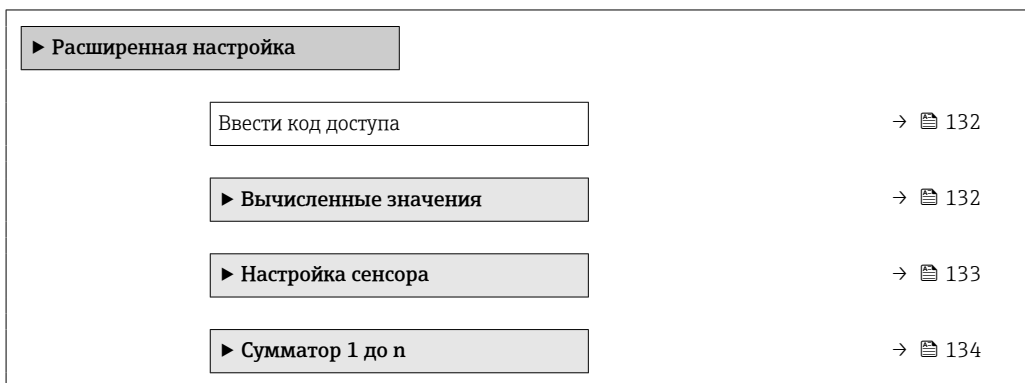 ▶ Расширенная настройка
Ввести код доступа → 132
▶ Вычисленные значения → 132
▶ Настройка сенсора → 133
▶ Сумматор 1 до n → 134